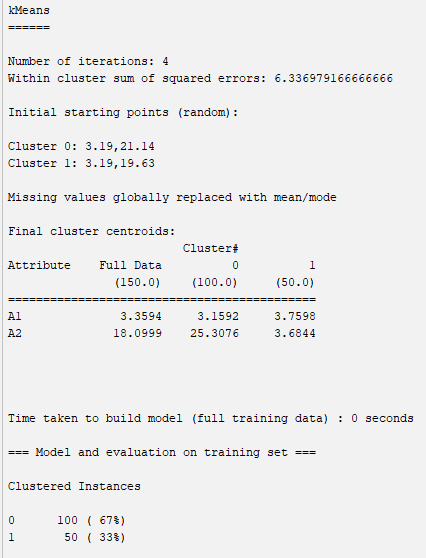 kMeans
======
Number of iterations: 4
Within cluster sum of squared errors: 6.336979166666666
Initial starting points (random):
Cluster 0: 3.19,21.14
Cluster 1: 3.19,19.63
Missing values globally replaced with mean/mode
Final cluster centroids:
Cluster#
Attribute Full Data 0 1
(150.0) (100.0) (50.0)
============================================
A1 3.3594 3.1592 3.7598
A2 18.0999 25.3076 3.6844
Time taken to build model (full training data) : 0 seconds
=== Model and evaluation on training set ===
Clustered Instances
0 100 ( 67%)
1 50 ( 33%)